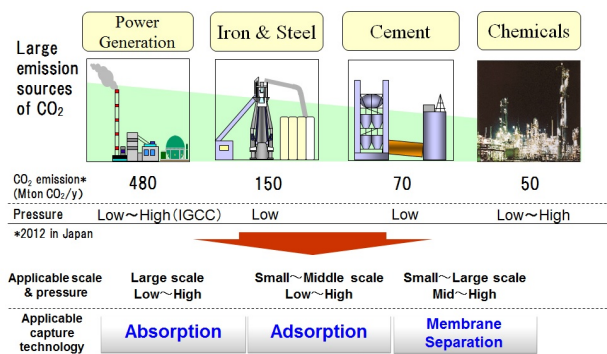 Large
emission
sources
of CO₂
Power
Generation
Iron & Steel
Cement
Chemicals
CO₂ emission*
(Mton CO₂/y)
480
150
70
50
Pressure
Low～High(IGCC)
Low
Low
Low～High
*2012 in Japan
Applicable scale
& pressure
Large scale
Low～High
Small～Middle scale
Low～High
Small～Large scale
Mid～High
Applicable
capture
technology
Absorption
Adsorption
Membrane
Separation